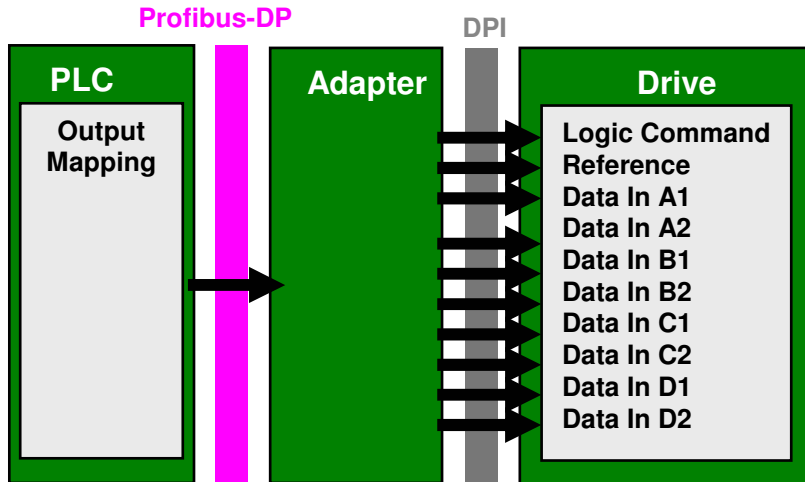 Profibus-DP
DPI
PLC
Adapter
Drive
Output
Mapping
Logic Command
Reference
Data In A1
Data In A2
Data In B1
Data In B2
Data In C1
Data In C2
Data In D1
Data In D2